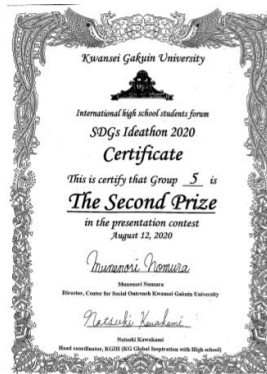 Kwansei Gakuin University
International high school students forum
SDGs Ideathon 2020
Certificate
This is certify that Group 5 is
The Second Prize
in the presentation contest
August 12, 2020
Munenori Nomura
Munenori Nomura
Director, Center for Social Outreach Kwansei Gakuin University
Natsuki Kawakami
Natsuki Kawakami
Head coordinator, KGIH (KG Global Inspiration with High school)